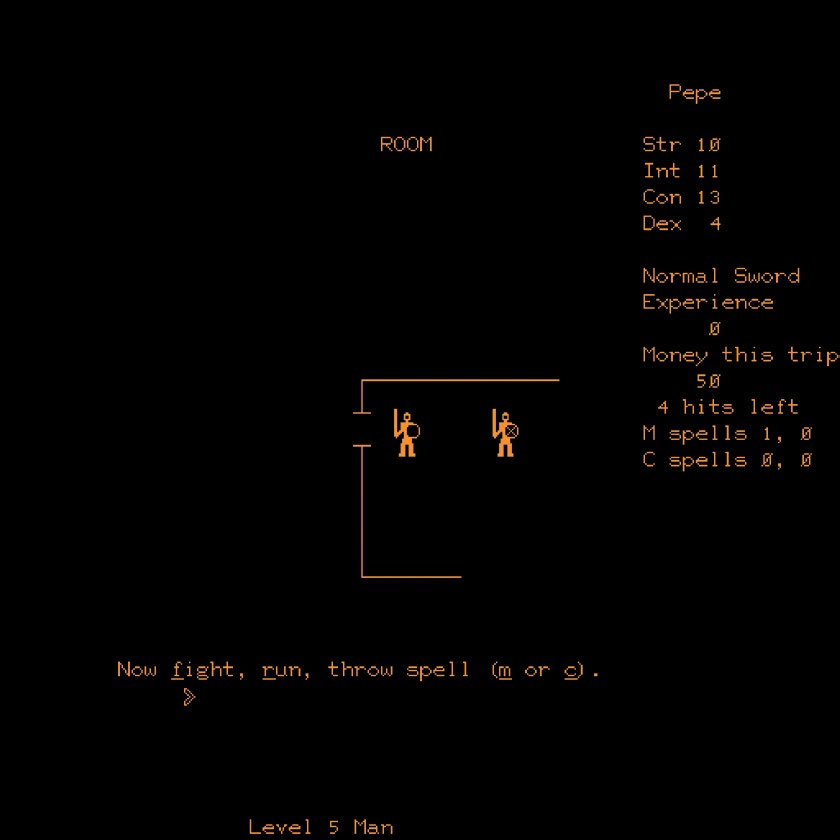 Pepe
ROOM
Str 10
Int 11
Con 13
Dex 4
Normal Sword
Experience
0
Money this trip
50
4 hits left
M spells 1, 0
C spells 0, 0
Now fight, run, throw spell (m or c).
>
Level 5 Man